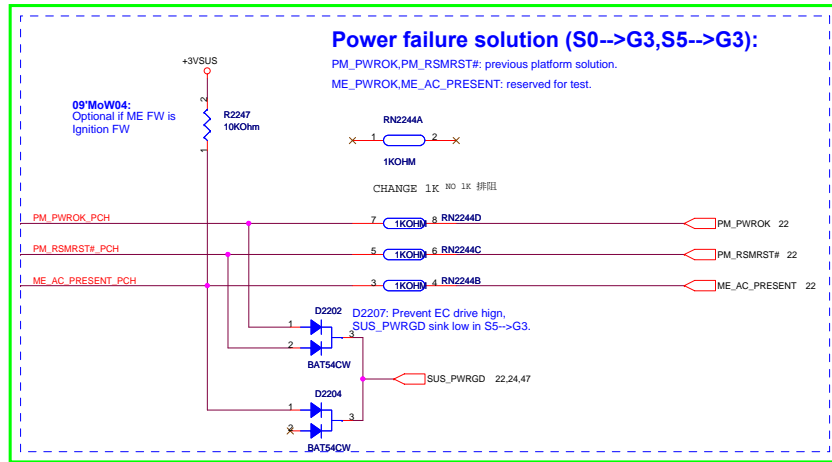 Power failure solution (S0-->G3,S5-->G3):
PM_PWROK,PM_RSMRST#: previous platform solution.
ME_PWROK,ME_AC_PRESENT: reserved for test.
+3VSUS
09'MoW04:
Optional if ME FW is
Ignition FW
2
R2247
10KOhm
1
RN2244A
1 2
1KOHM
CHANGE 1K NO 1K 排阻
PM_PWROK_PCH 7 1KOHM 8 RN2244D PM_PWROK 22
PM_RSMRST#_PCH 5 1KOHM 6 RN2244C PM_RSMRST# 22
ME_AC_PRESENT_PCH 3 1KOHM 4 RN2244B ME_AC_PRESENT 22
D2202
D2207: Prevent EC drive hign,
SUS_PWRGD sink low in S5-->G3.
1
3
2
BAT54CW
SUS_PWRGD 22,24,47
D2204
1
3
2
BAT54CW